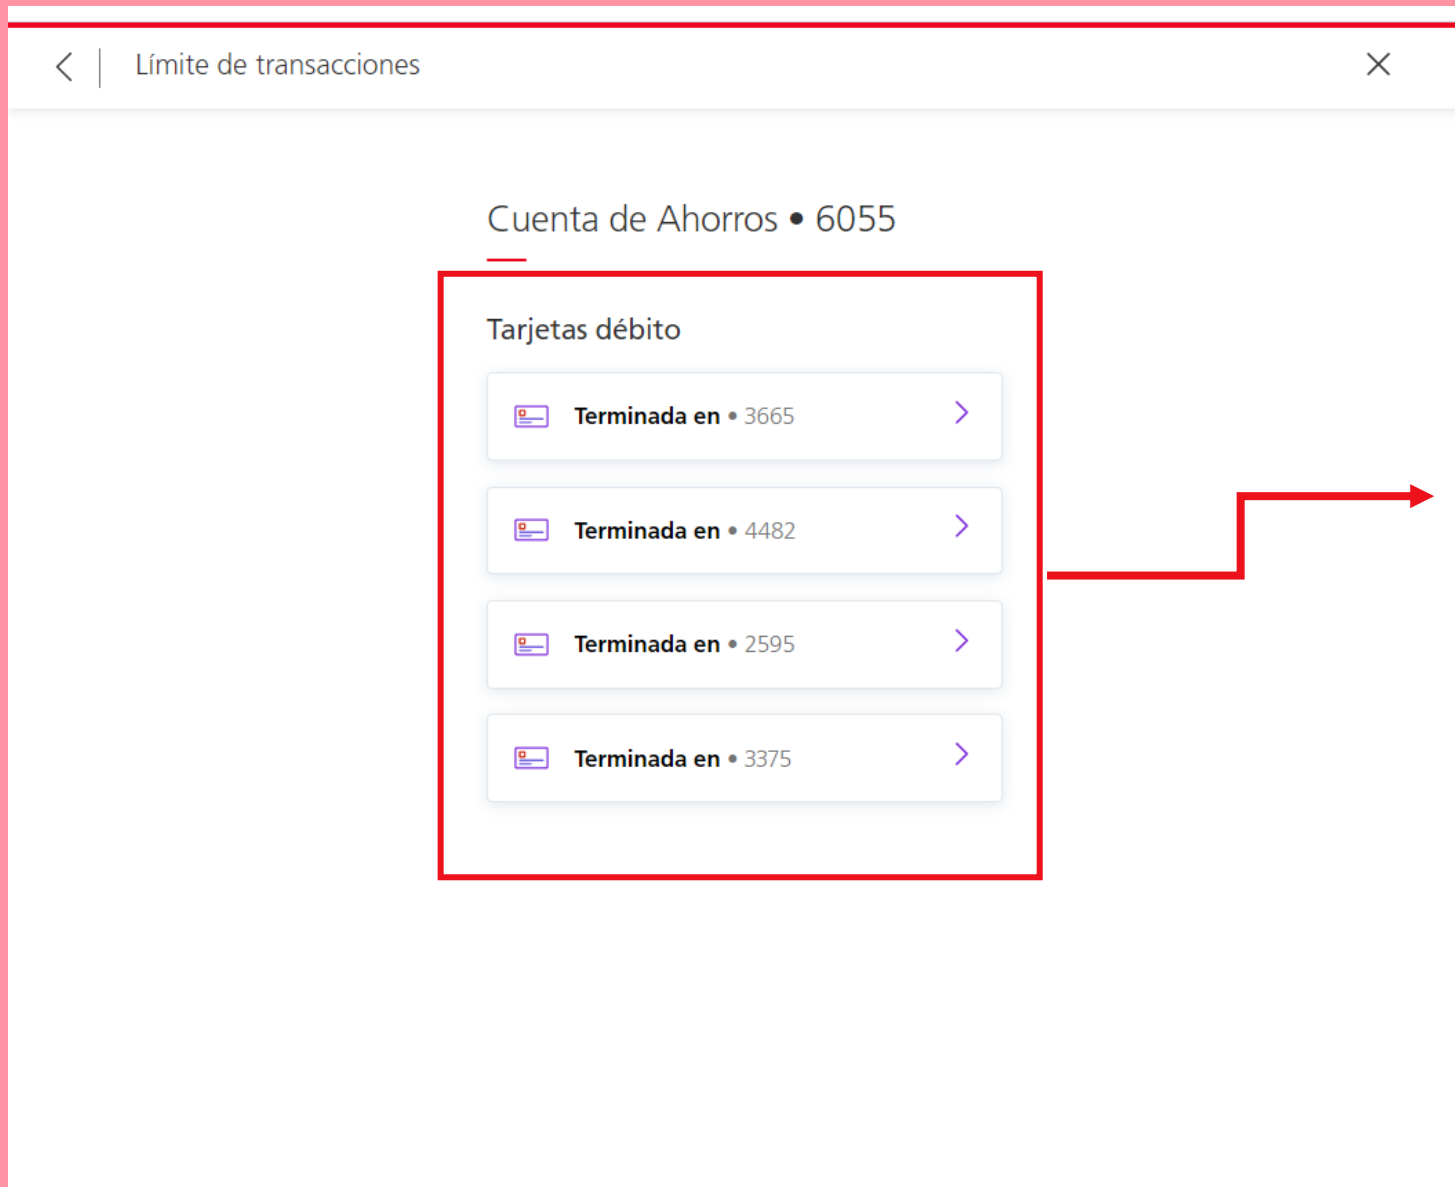 Límite de transacciones
Cuenta de Ahorros • 6055
Tarjetas débito
Terminada en • 3665
Terminada en • 4482
Terminada en • 2595
Terminada en • 3375